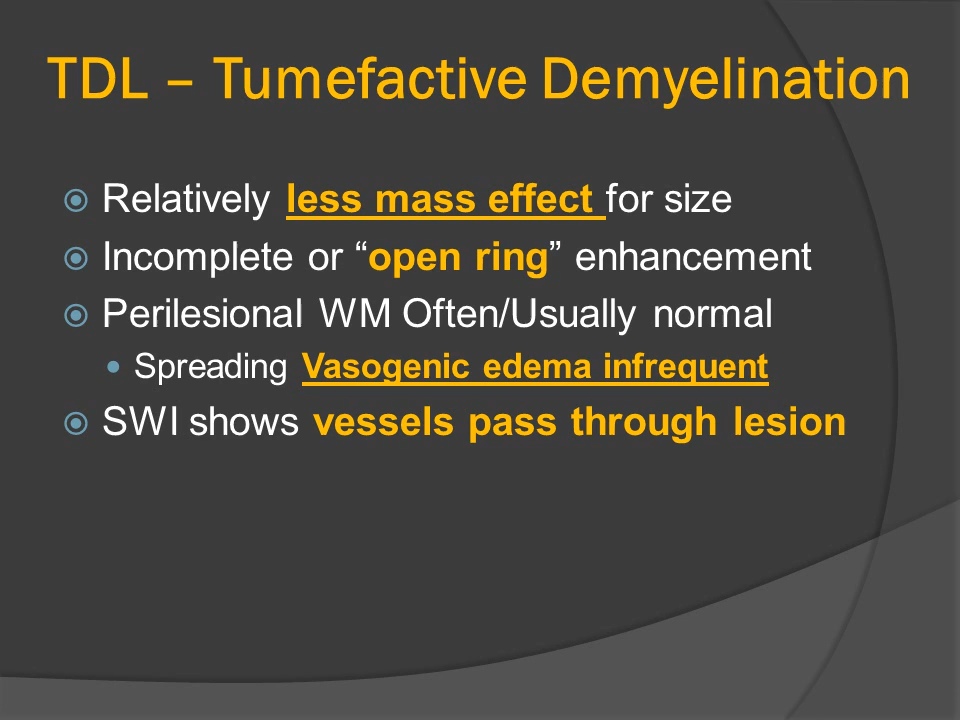 TDL – Tumefactive Demyelination
Relatively less mass effect for size
Incomplete or “open ring” enhancement
Perilesional WM Often/Usually normal
Spreading Vasogenic edema infrequent
SWI shows vessels pass through lesion